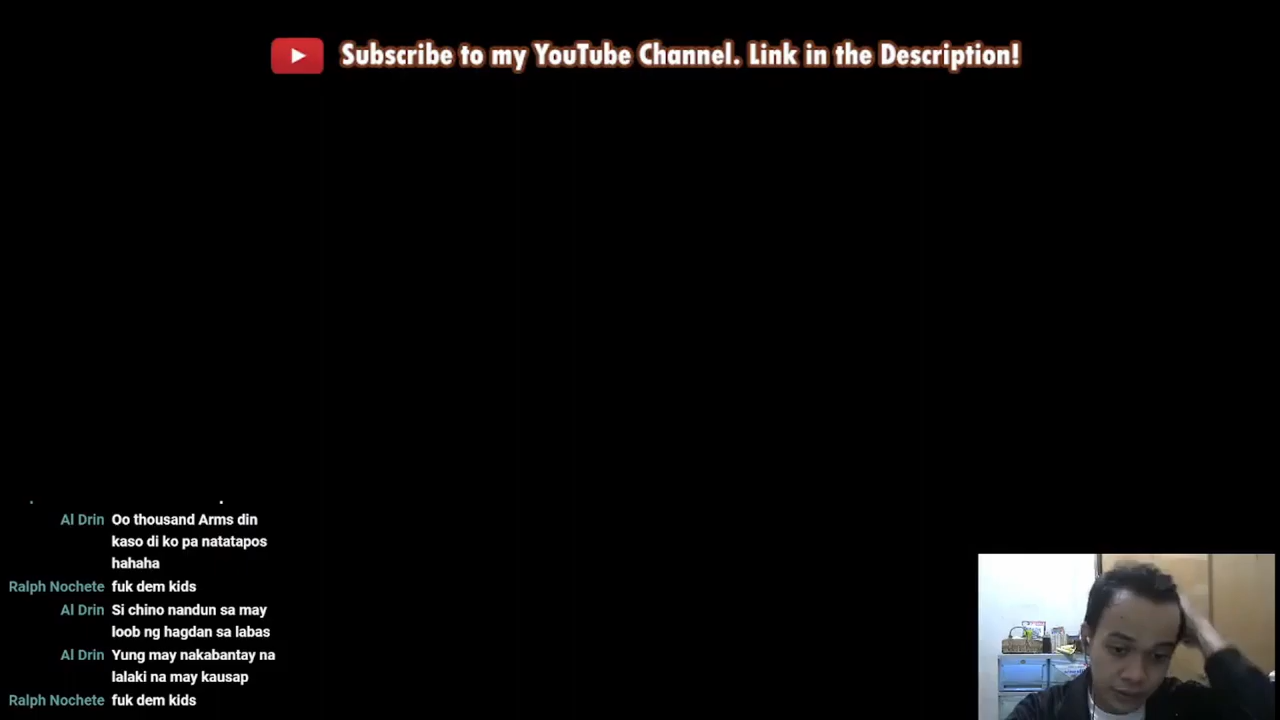 Subscribe to my YouTube Channel. Link in the Description!
Al Drin Oo thousand Arms din
kaso di ko pa natatapos
hahaha
Ralph Nochete fuk dem kids
Al Drin Si chino nandun sa may
loob ng hagdan sa labas
Al Drin Yung may nakabantay na
lalaki na may kausap
Ralph Nochete fuk dem kids